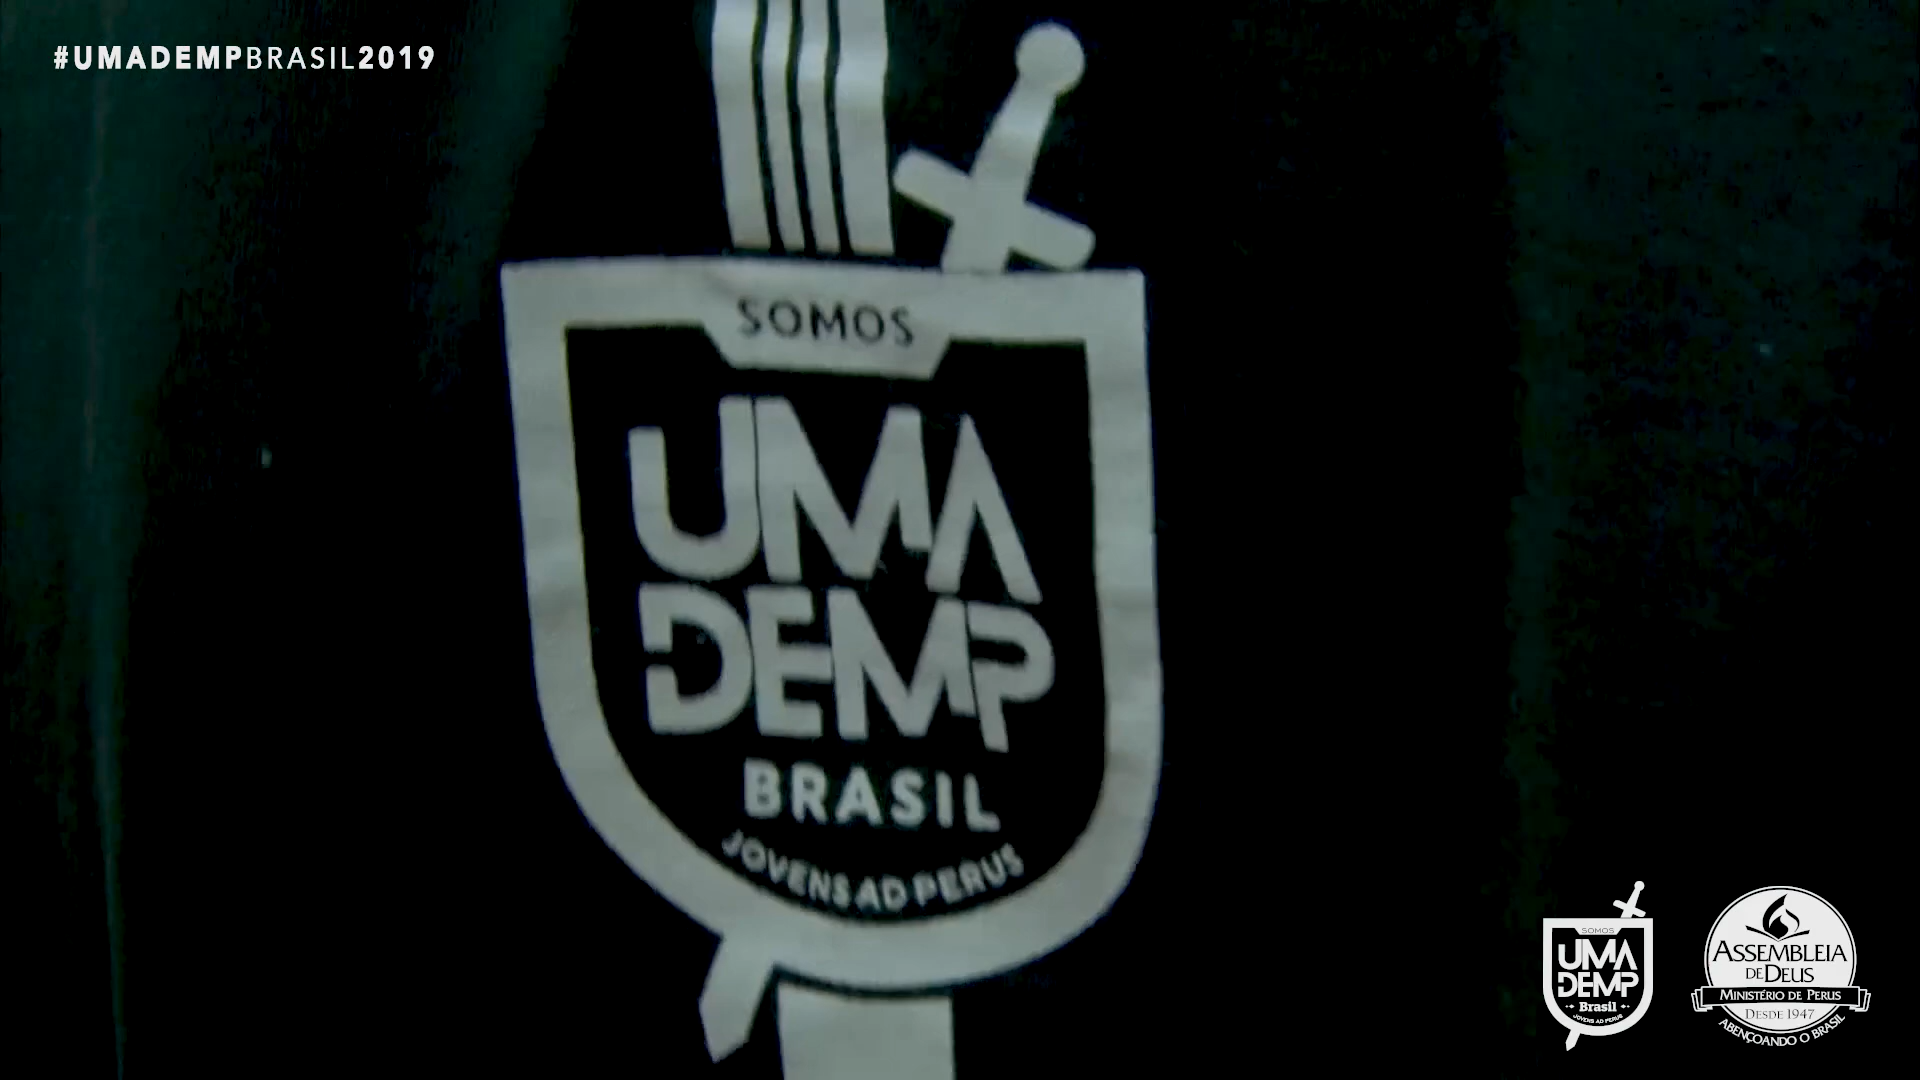 #UMADEMPBRASIL2019
SOMOS
UMA
DEMP
BRASIL
JOVENS AD PERUS
SOMOS
UMA
DEMP
Brasil
JOVENS AD PERUS
ASSEMBLEIA
DE DEUS
MINISTÉRIO DE PERUS
DESDE 1947
ABENÇOANDO O BRASIL